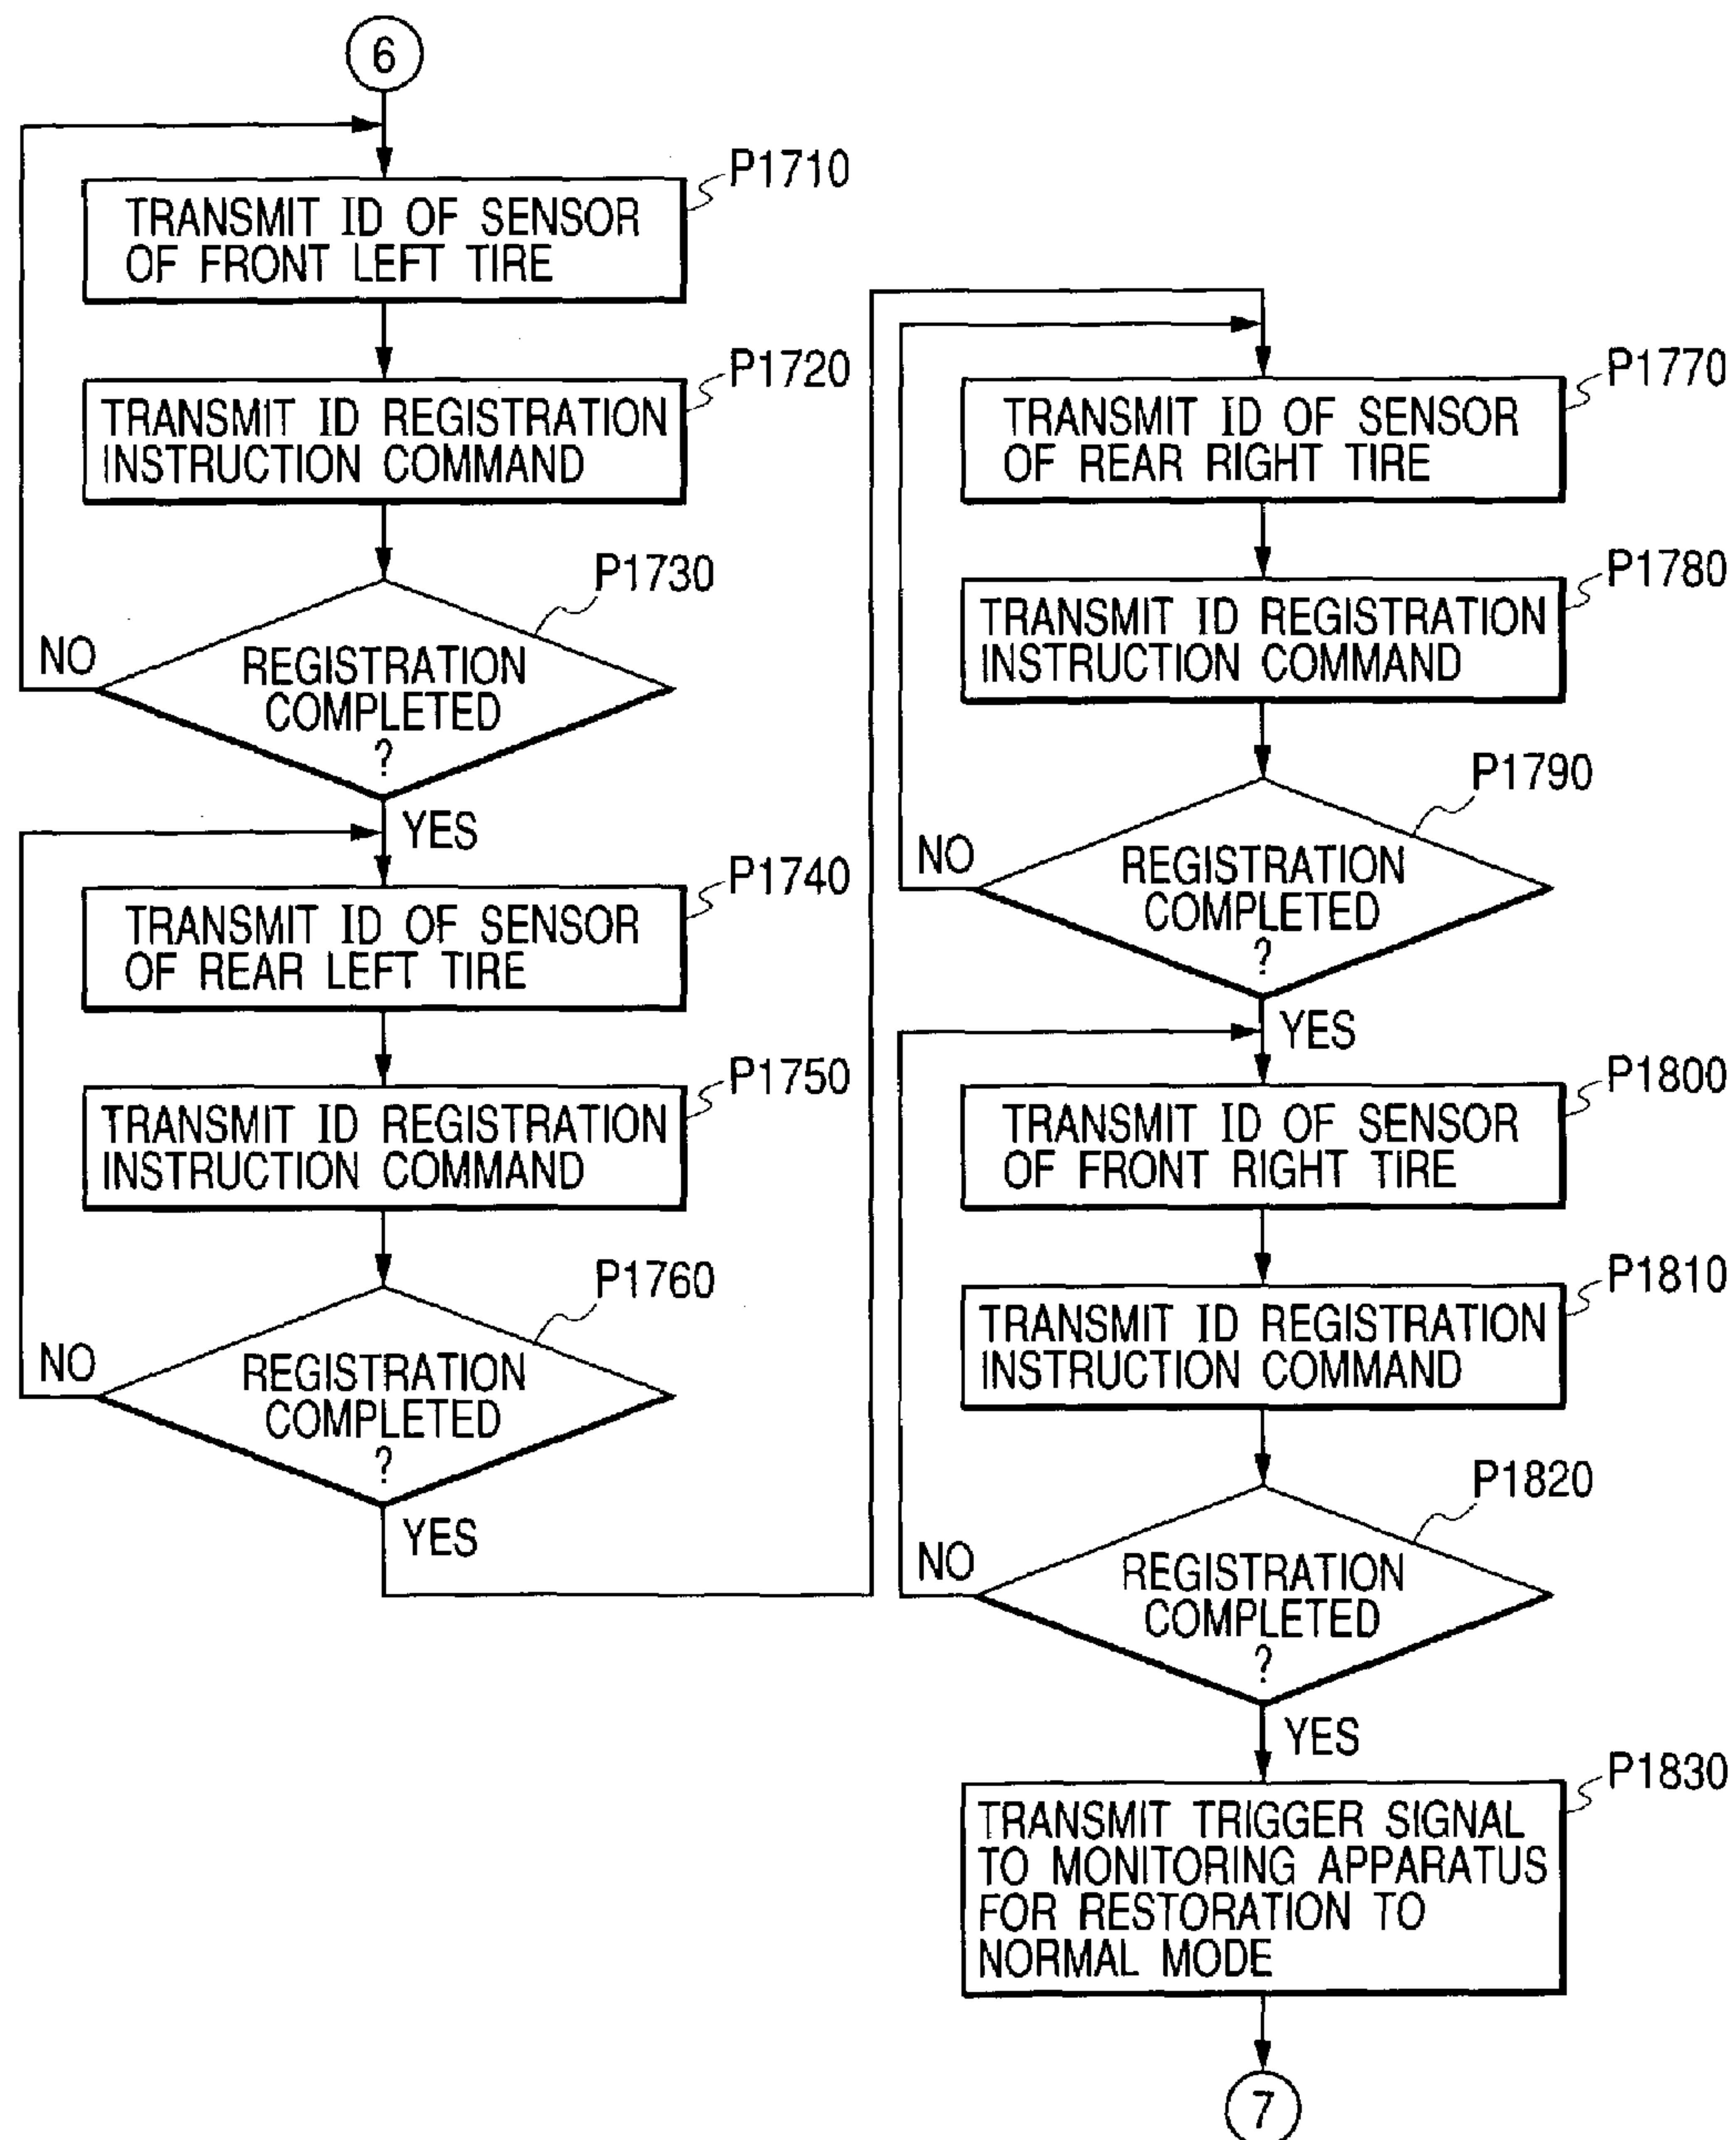 6
P1710
TRANSMIT ID OF SENSOR
OF FRONT LEFT TIRE
P1720
TRANSMIT ID REGISTRATION
INSTRUCTION COMMAND
P1730
NO
REGISTRATION
COMPLETED
?
YES
P1740
TRANSMIT ID OF SENSOR
OF REAR LEFT TIRE
P1750
TRANSMIT ID REGISTRATION
INSTRUCTION COMMAND
P1760
NO
REGISTRATION
COMPLETED
?
YES
P1770
TRANSMIT ID OF SENSOR
OF REAR RIGHT TIRE
P1780
TRANSMIT ID REGISTRATION
INSTRUCTION COMMAND
P1790
NO
REGISTRATION
COMPLETED
?
YES
P1800
TRANSMIT ID OF SENSOR
OF FRONT RIGHT TIRE
P1810
TRANSMIT ID REGISTRATION
INSTRUCTION COMMAND
P1820
NO
REGISTRATION
COMPLETED
?
YES
P1830
TRANSMIT TRIGGER SIGNAL
TO MONITORING APPARATUS
FOR RESTORATION TO
NORMAL MODE
7